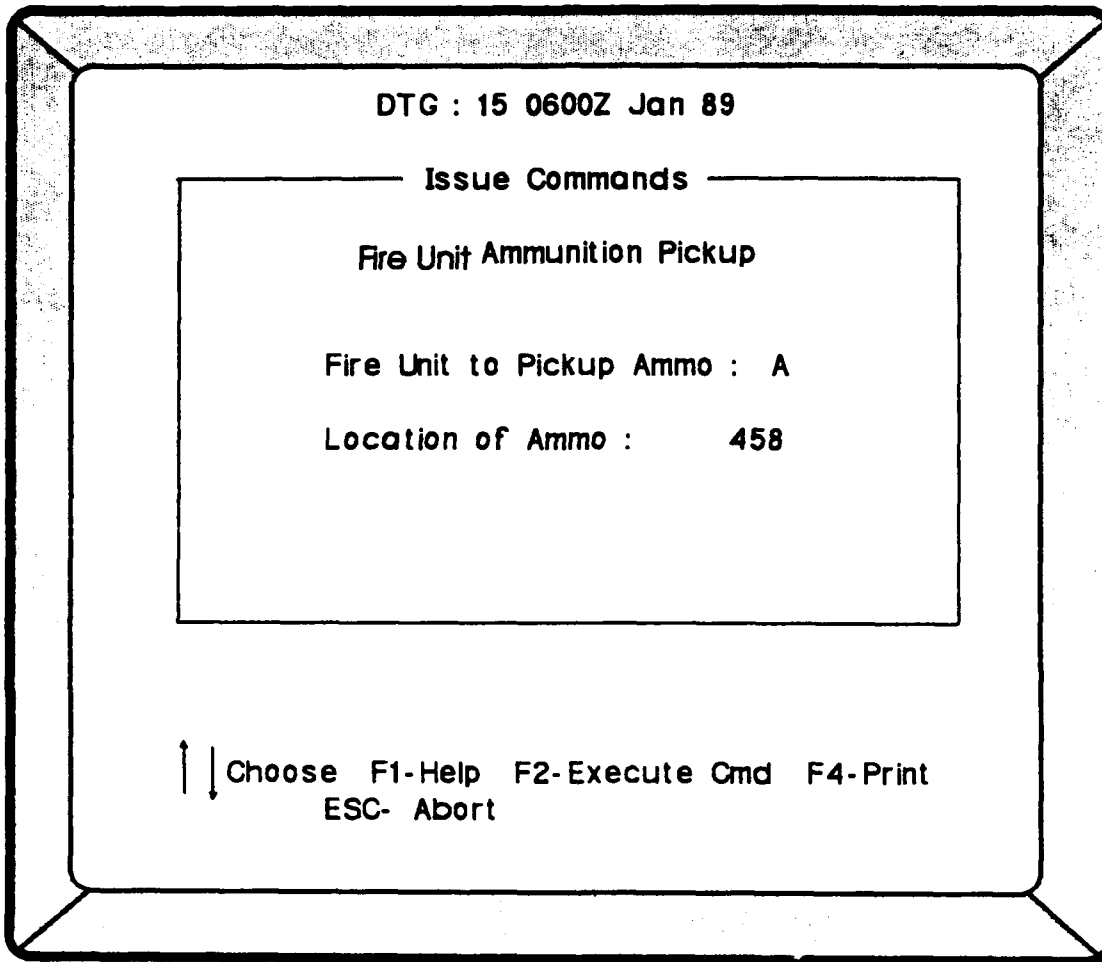 DTG : 15 0600Z Jan 89
Issue Commands
Fire Unit Ammunition Pickup
Fire Unit to Pickup Ammo : A
Location of Ammo : 458
↑ ↓ Choose F1-Help F2-Execute Cmd F4-Print
ESC- Abort